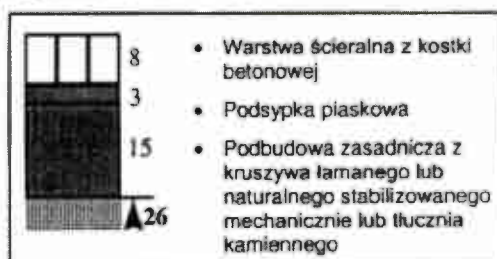 8
3
15
26
• Warstwa ścieralna z kostki
betonowej
• Podsypka piaskowa
• Podbudowa zasadnicza z
kruszywa łamanego lub
naturalnego stabilizowanego
mechanicznie lub tłucznia
kamiennego